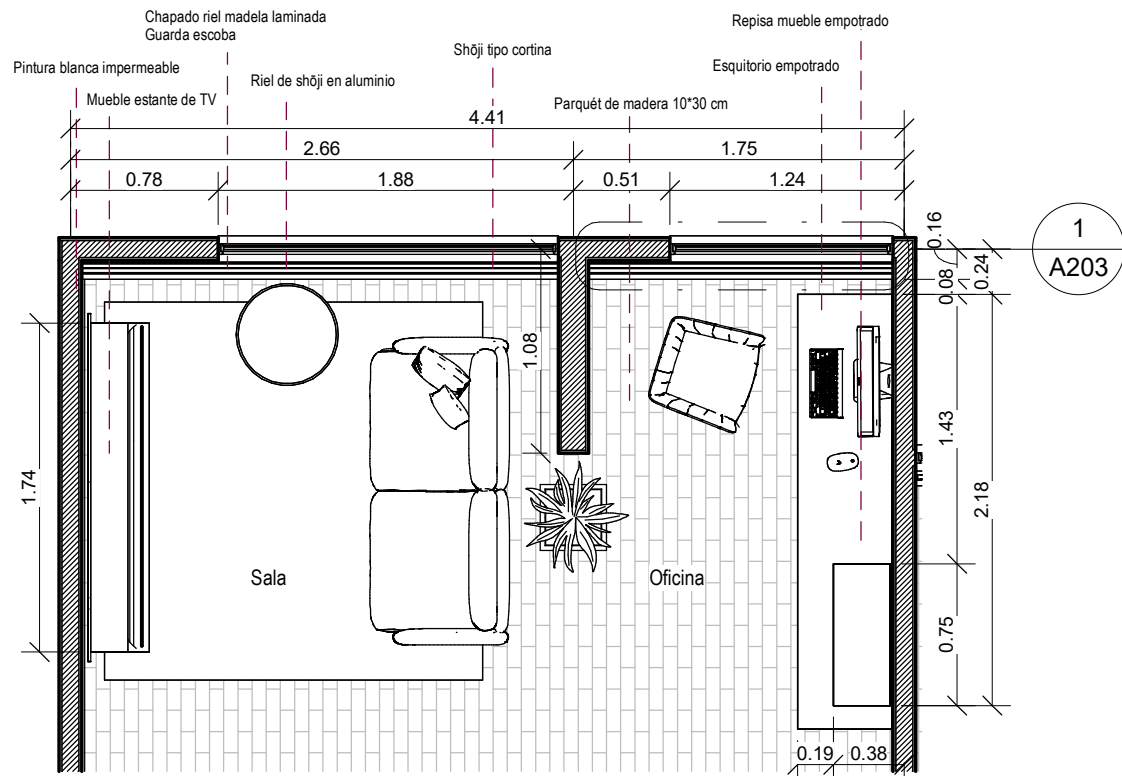 Chapado riel madela laminada
Guarda escoba
Repisa mueble empotrado
Shōji tipo cortina
Pintura blanca impermeable
Riel de shōji en aluminio
Esquitorio empotrado
Mueble estante de TV
Parquét de madera 10*30 cm
4.41
2.66
1.75
0.78
1.88
0.51
1.24
1
A203
0.16
0.24
0.08
1.08
1.43
1.74
2.18
Sala
Oficina
0.75
0.19
0.38